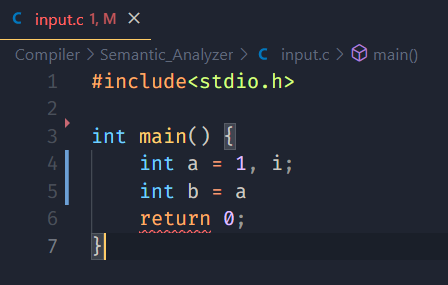 C input.c 1, M ×
Compiler > Semantic_Analyzer > C input.c > main()
1 #include<stdio.h>
2
3 int main() {
4     int a = 1, i;
5     int b = a
6     return 0;
7 }